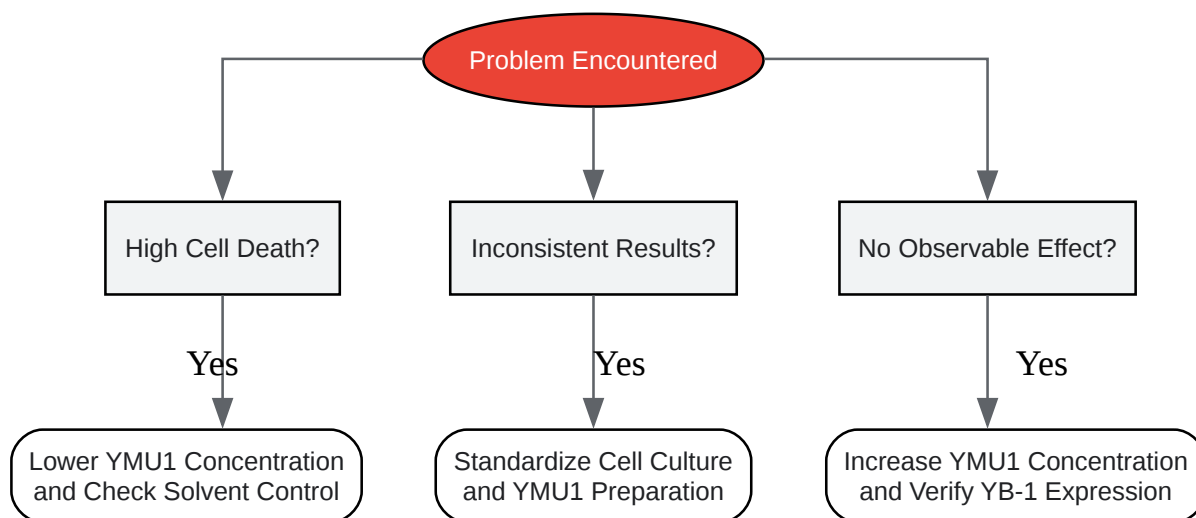 Problem Encountered
High Cell Death?
Inconsistent Results?
No Observable Effect?
Yes
Yes
Yes
Lower YMU1 Concentration
and Check Solvent Control
Standardize Cell Culture
and YMU1 Preparation
Increase YMU1 Concentration
and Verify YB-1 Expression